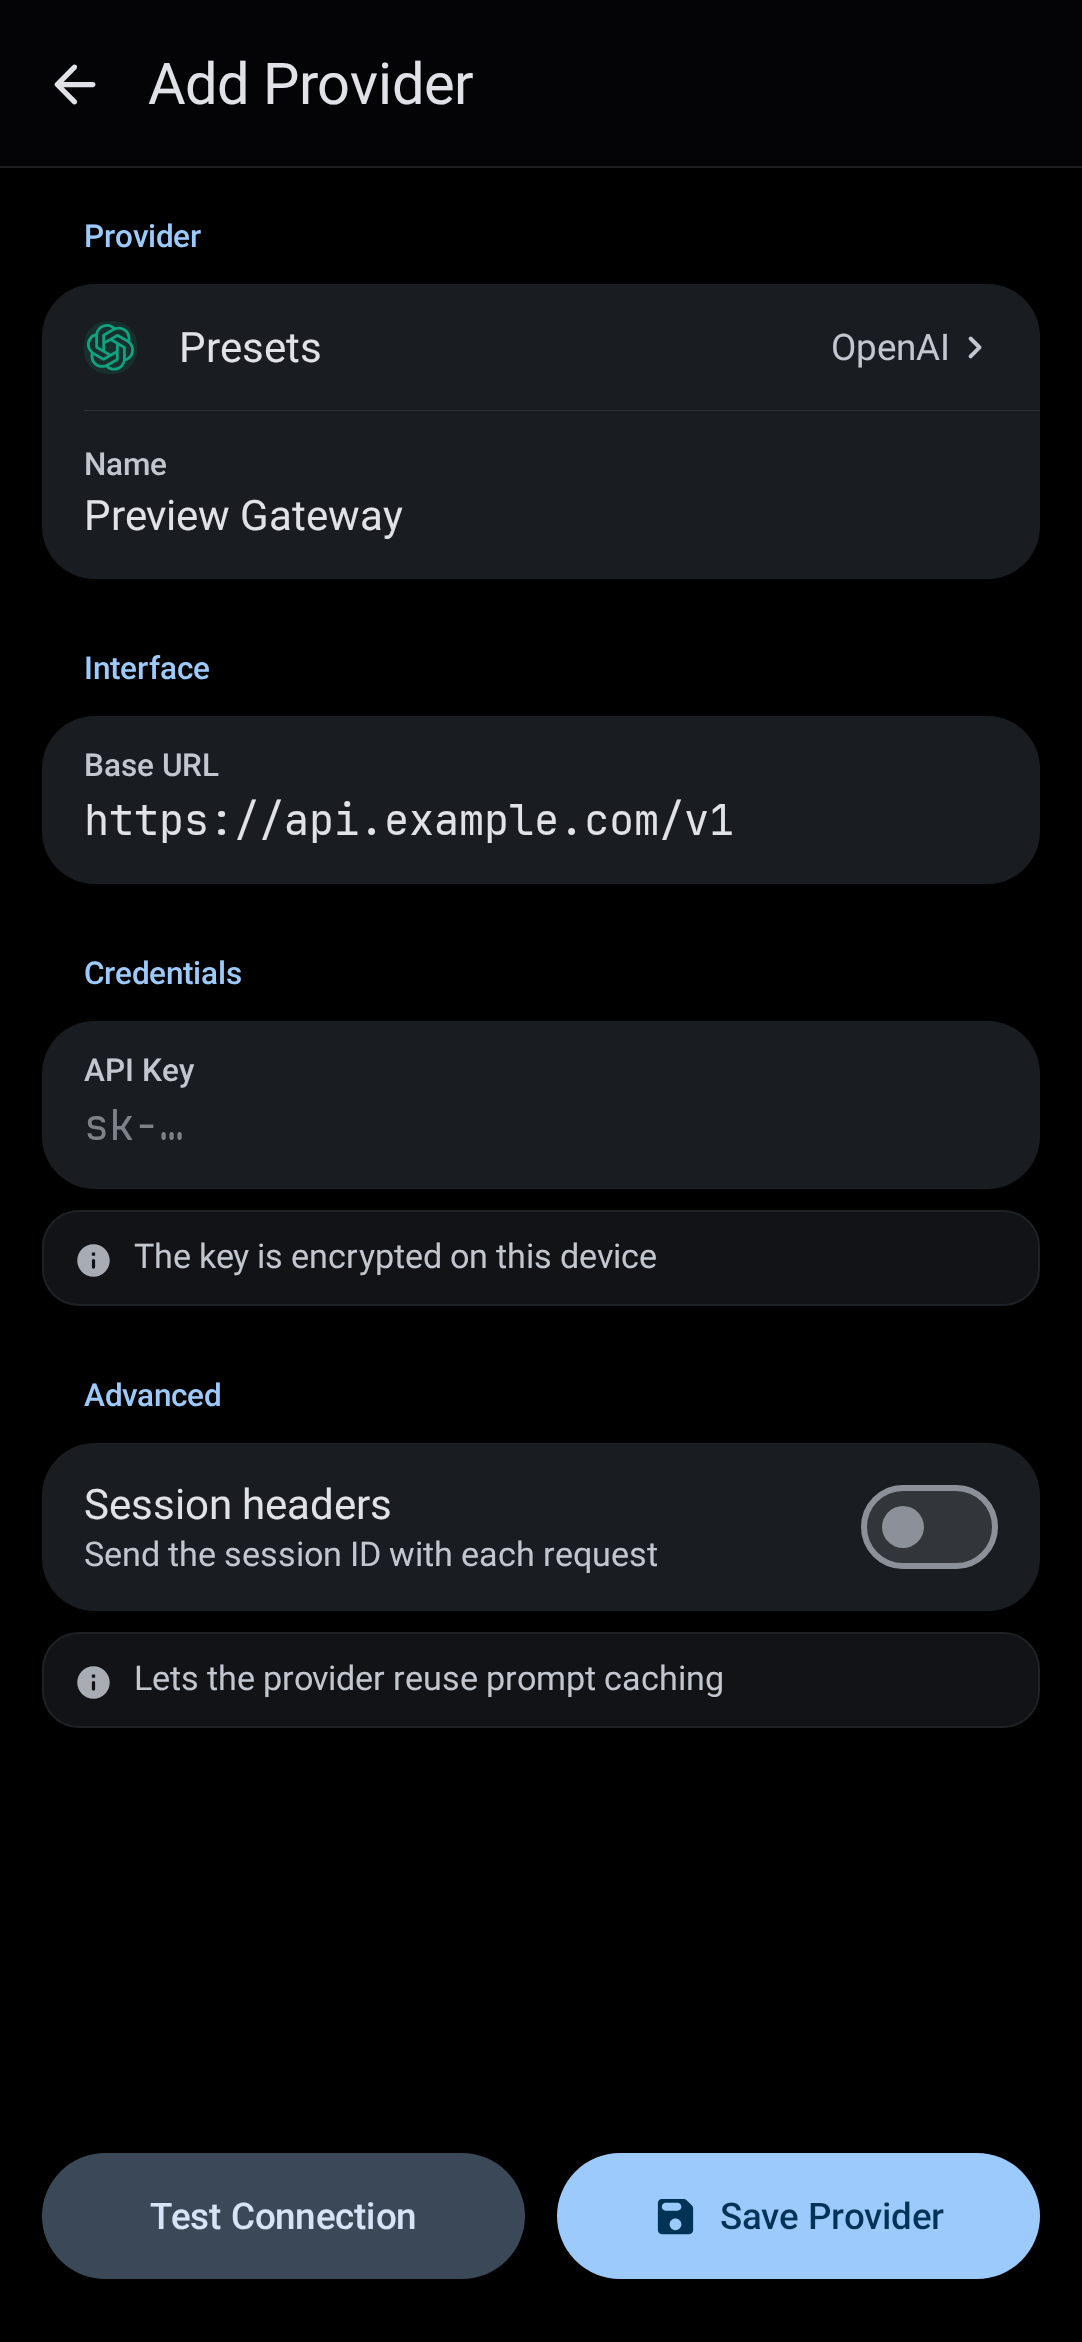 Add Provider
Provider
Presets
OpenAI
Name
Preview Gateway
Interface
Base URL
https://api.example.com/v1
Credentials
API Key
sk-…
The key is encrypted on this device
Advanced
Session headers
Send the session ID with each request
Lets the provider reuse prompt caching
Test Connection
Save Provider